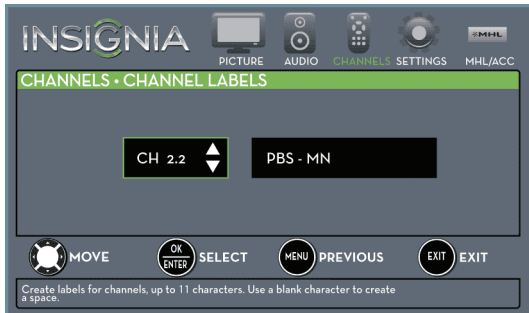 INSIGNIA
PICTURE AUDIO CHANNELS SETTINGS MHL/ACC
MHL
CHANNELS • CHANNEL LABELS
CH 2.2 PBS - MN
MOVE OK ENTER SELECT MENU PREVIOUS EXIT EXIT
Create labels for channels, up to 11 characters. Use a blank character to create
a space.